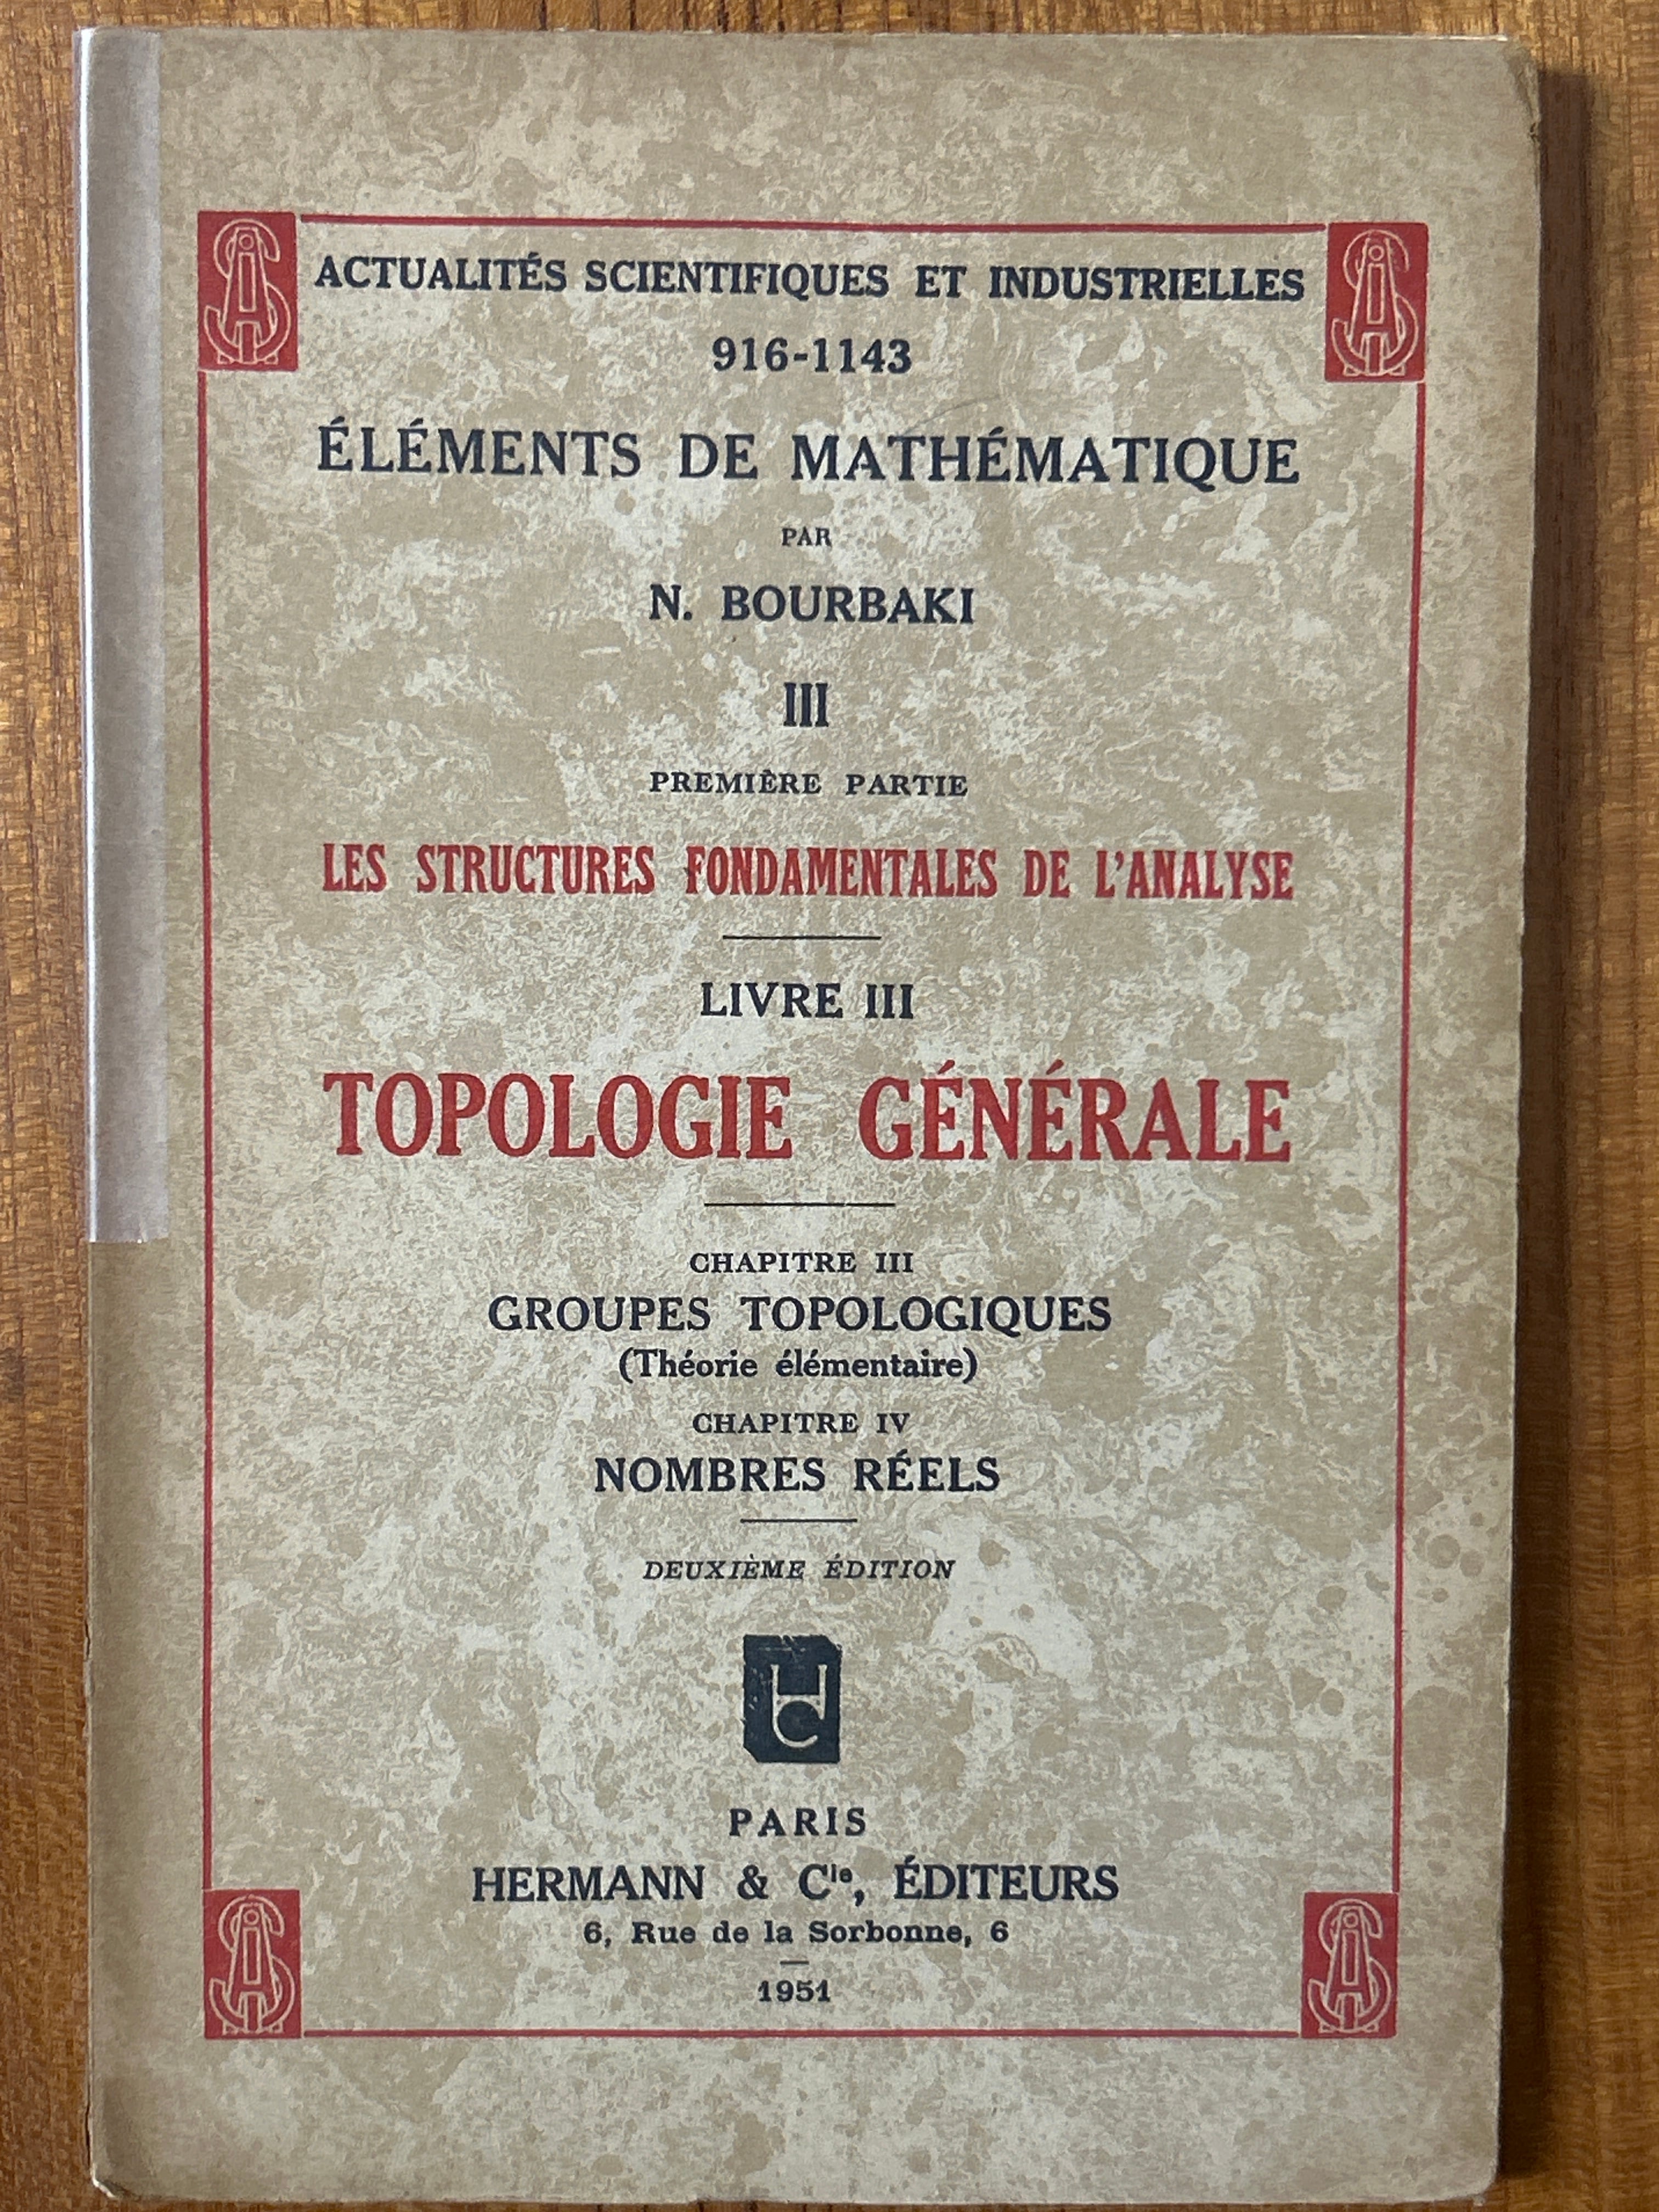 ACTUALITÉS SCIENTIFIQUES ET INDUSTRIELLES
916-1143
ÉLÉMENTS DE MATHÉMATIQUE
PAR
N. BOURBAKI
III
PREMIÈRE PARTIE
LES STRUCTURES FONDAMENTALES DE L'ANALYSE
LIVRE III
TOPOLOGIE GÉNÉRALE
CHAPITRE III
GROUPES TOPOLOGIQUES
(Théorie élémentaire)
CHAPITRE IV
NOMBRES RÉELS
DEUXIÈME ÉDITION
HC
PARIS
HERMANN & Cie, ÉDITEURS
6, Rue de la Sorbonne, 6
1951